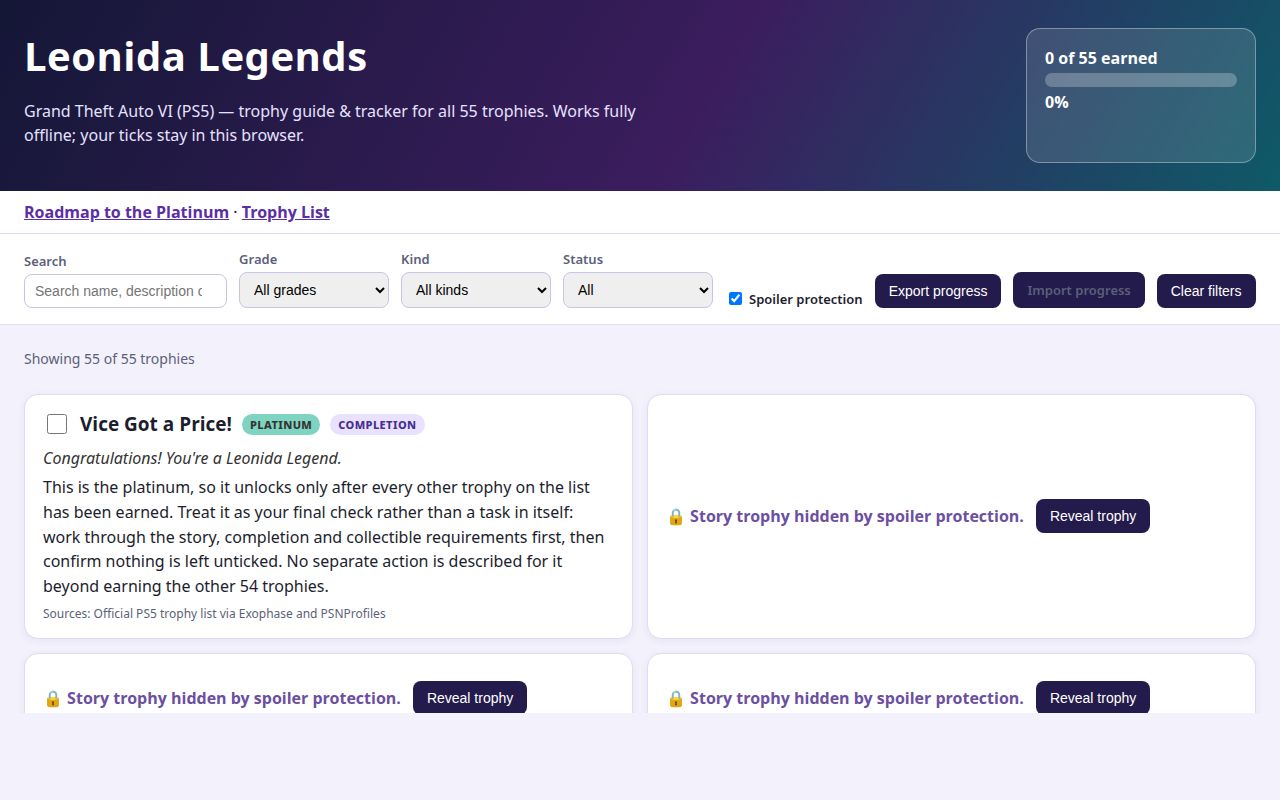 Leonida Legends
Grand Theft Auto VI (PS5) — trophy guide & tracker for all 55 trophies. Works fully
offline; your ticks stay in this browser.
0 of 55 earned
0%
Roadmap to the Platinum · Trophy List
Search
Grade
Kind
Status
Search name, description c
All grades
All kinds
All
Spoiler protection
Export progress
Import progress
Clear filters
Showing 55 of 55 trophies
Vice Got a Price! PLATINUM COMPLETION
Congratulations! You're a Leonida Legend.
This is the platinum, so it unlocks only after every other trophy on the list
has been earned. Treat it as your final check rather than a task in itself:
work through the story, completion and collectible requirements first, then
confirm nothing is left unticked. No separate action is described for it
beyond earning the other 54 trophies.
Sources: Official PS5 trophy list via Exophase and PSNProfiles
🔒 Story trophy hidden by spoiler protection. Reveal trophy
🔒 Story trophy hidden by spoiler protection. Reveal trophy
🔒 Story trophy hidden by spoiler protection. Reveal trophy